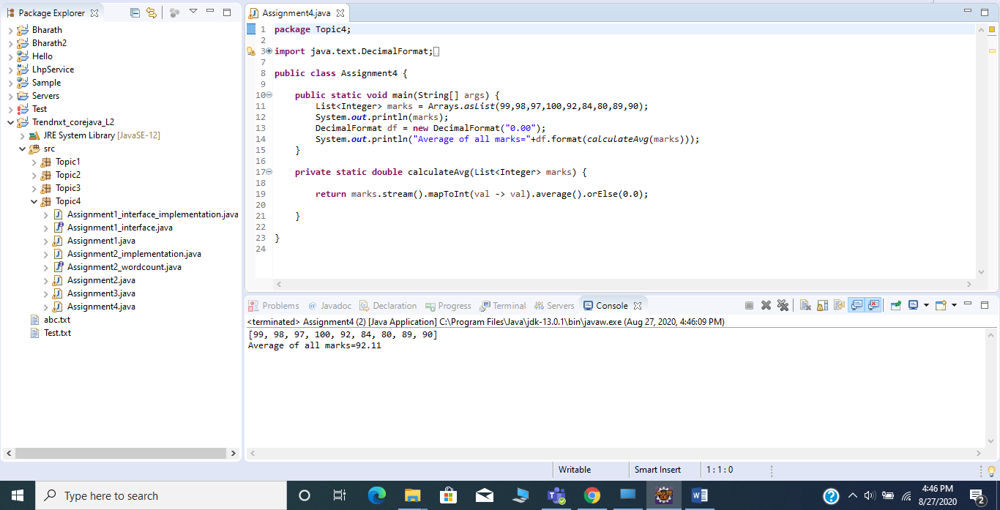 Package Explorer
Bharath
Bharath2
Hello
LhpService
Sample
Servers
Test
Trendnxt_corejava_L2
JRE System Library [JavaSE-12]
src
Topic1
Topic2
Topic3
Topic4
Assignment1_interface_implementation.java
Assignment1_interface.java
Assignment1.java
Assignment2_implementation.java
Assignment2_wordcount.java
Assignment2.java
Assignment3.java
Assignment4.java
abc.txt
Test.txt
Assignment4.java
1 package Topic4;
2
3 import java.text.DecimalFormat;
7
8 public class Assignment4 {
9
10 public static void main(String[] args) {
11 List<Integer> marks = Arrays.asList(99,98,97,100,92,84,80,89,90);
12 System.out.println(marks);
13 DecimalFormat df = new DecimalFormat("0.00");
14 System.out.println("Average of all marks="+df.format(calculateAvg(marks)));
15 }
16
17 private static double calculateAvg(List<Integer> marks) {
18
19 return marks.stream().mapToInt(val -> val).average().orElse(0.0);
20
21 }
22
23 }
24
Problems @ Javadoc Declaration Progress Terminal Servers Console
<terminated> Assignment4 (2) [Java Application] C:\Program Files\Java\jdk-13.0.1\bin\javaw.exe (Aug 27, 2020, 4:46:09 PM)
[99, 98, 97, 100, 92, 84, 80, 89, 90]
Average of all marks=92.11
Writable Smart Insert 1 : 1 : 0
Type here to search
4:46 PM
8/27/2020
2